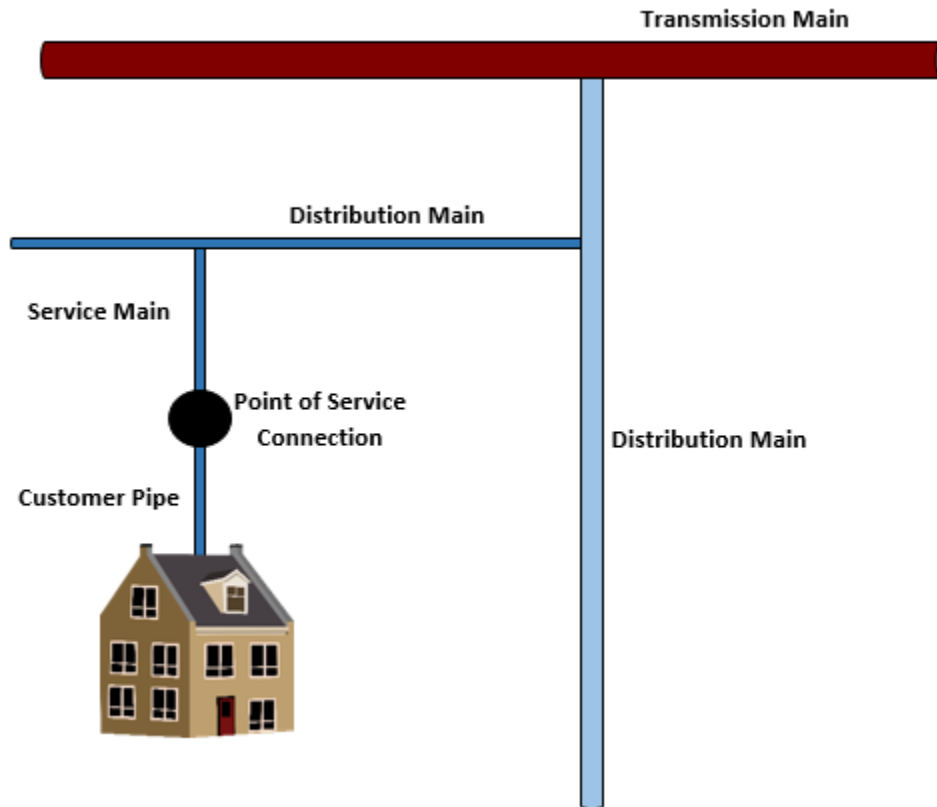 Transmission Main
Distribution Main
Service Main
Point of Service
Connection
Distribution Main
Customer Pipe